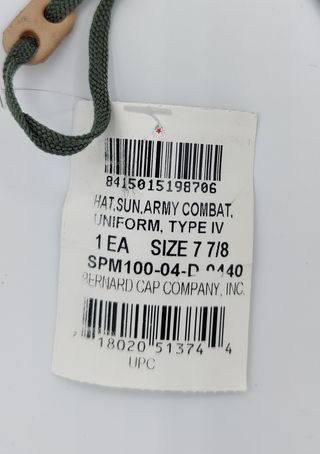 8415015198706
HAT,SUN,ARMY COMBAT,
UNIFORM, TYPE IV
1 EA SIZE 7 7/8
SPM100-04-D
BERNARD CAP COMPANY, INC.
18020 51374 4
UPC